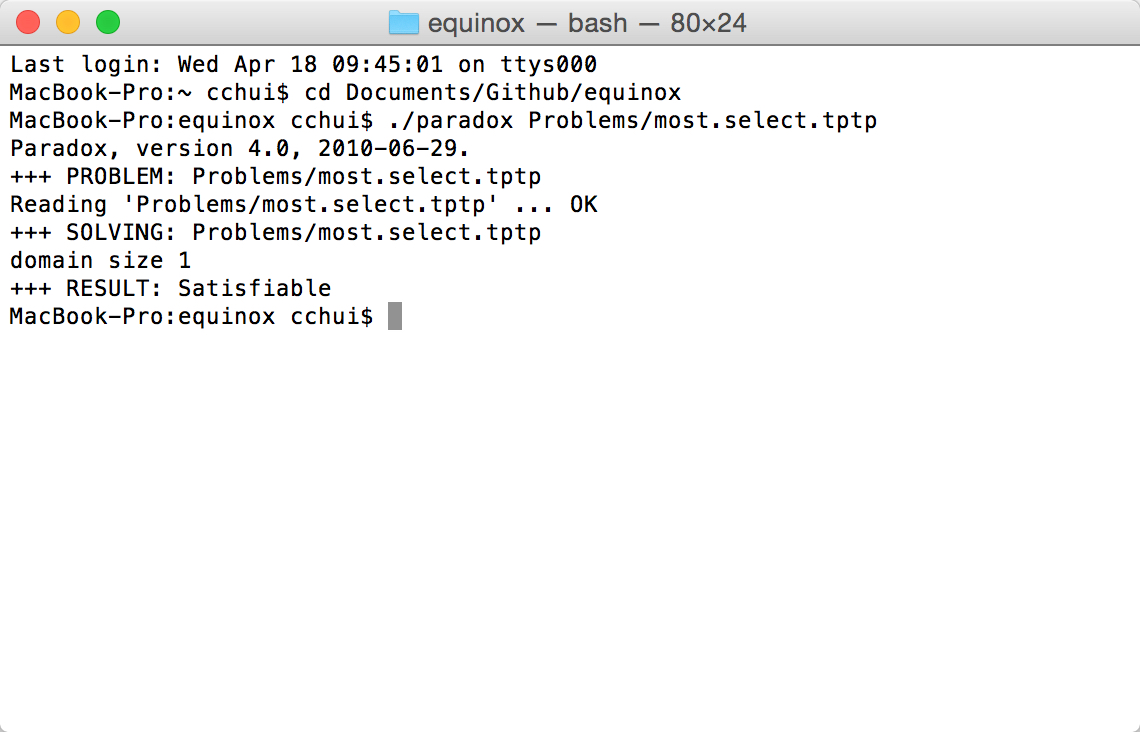 equinox — bash — 80×24
Last login: Wed Apr 18 09:45:01 on ttys000
MacBook-Pro:~ cchui$ cd Documents/Github/equinox
MacBook-Pro:equinox cchui$ ./paradox Problems/most.select.tptp
Paradox, version 4.0, 2010-06-29.
+++ PROBLEM: Problems/most.select.tptp
Reading 'Problems/most.select.tptp' ... OK
+++ SOLVING: Problems/most.select.tptp
domain size 1
+++ RESULT: Satisfiable
MacBook-Pro:equinox cchui$